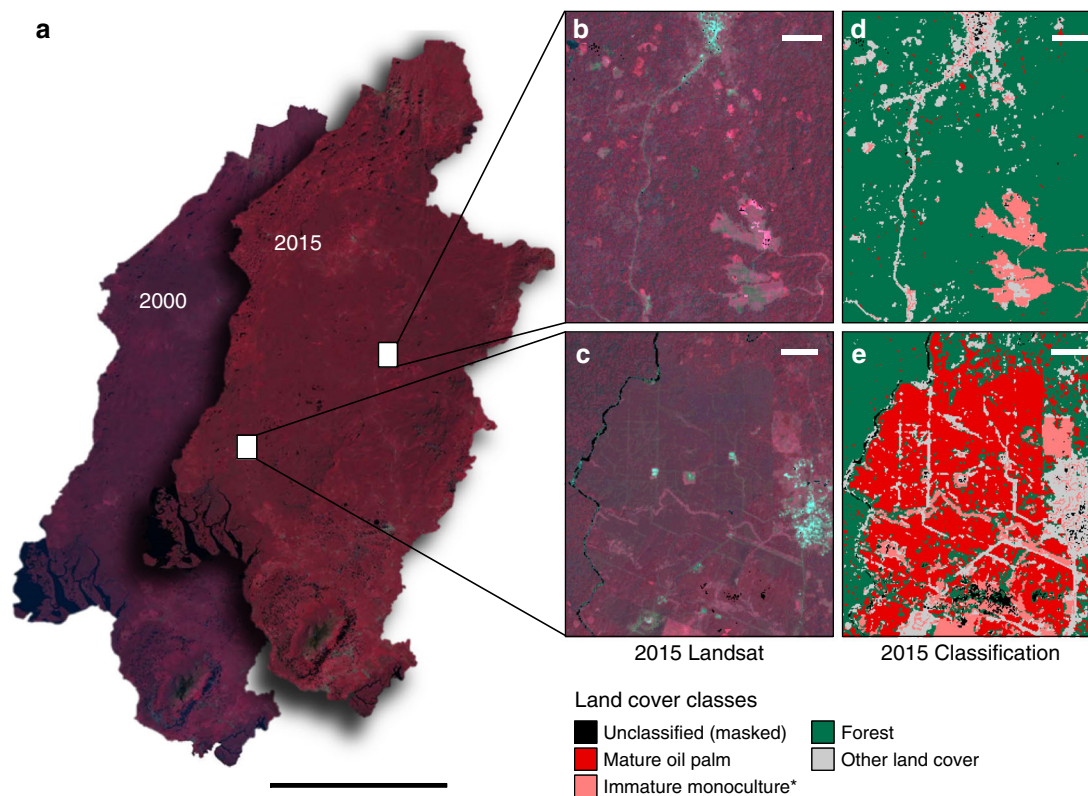 a
b
d
2015
2000
c
e
2015 Landsat
2015 Classification
Land cover classes
Unclassified (masked)
Forest
Mature oil palm
Other land cover
Immature monoculture*